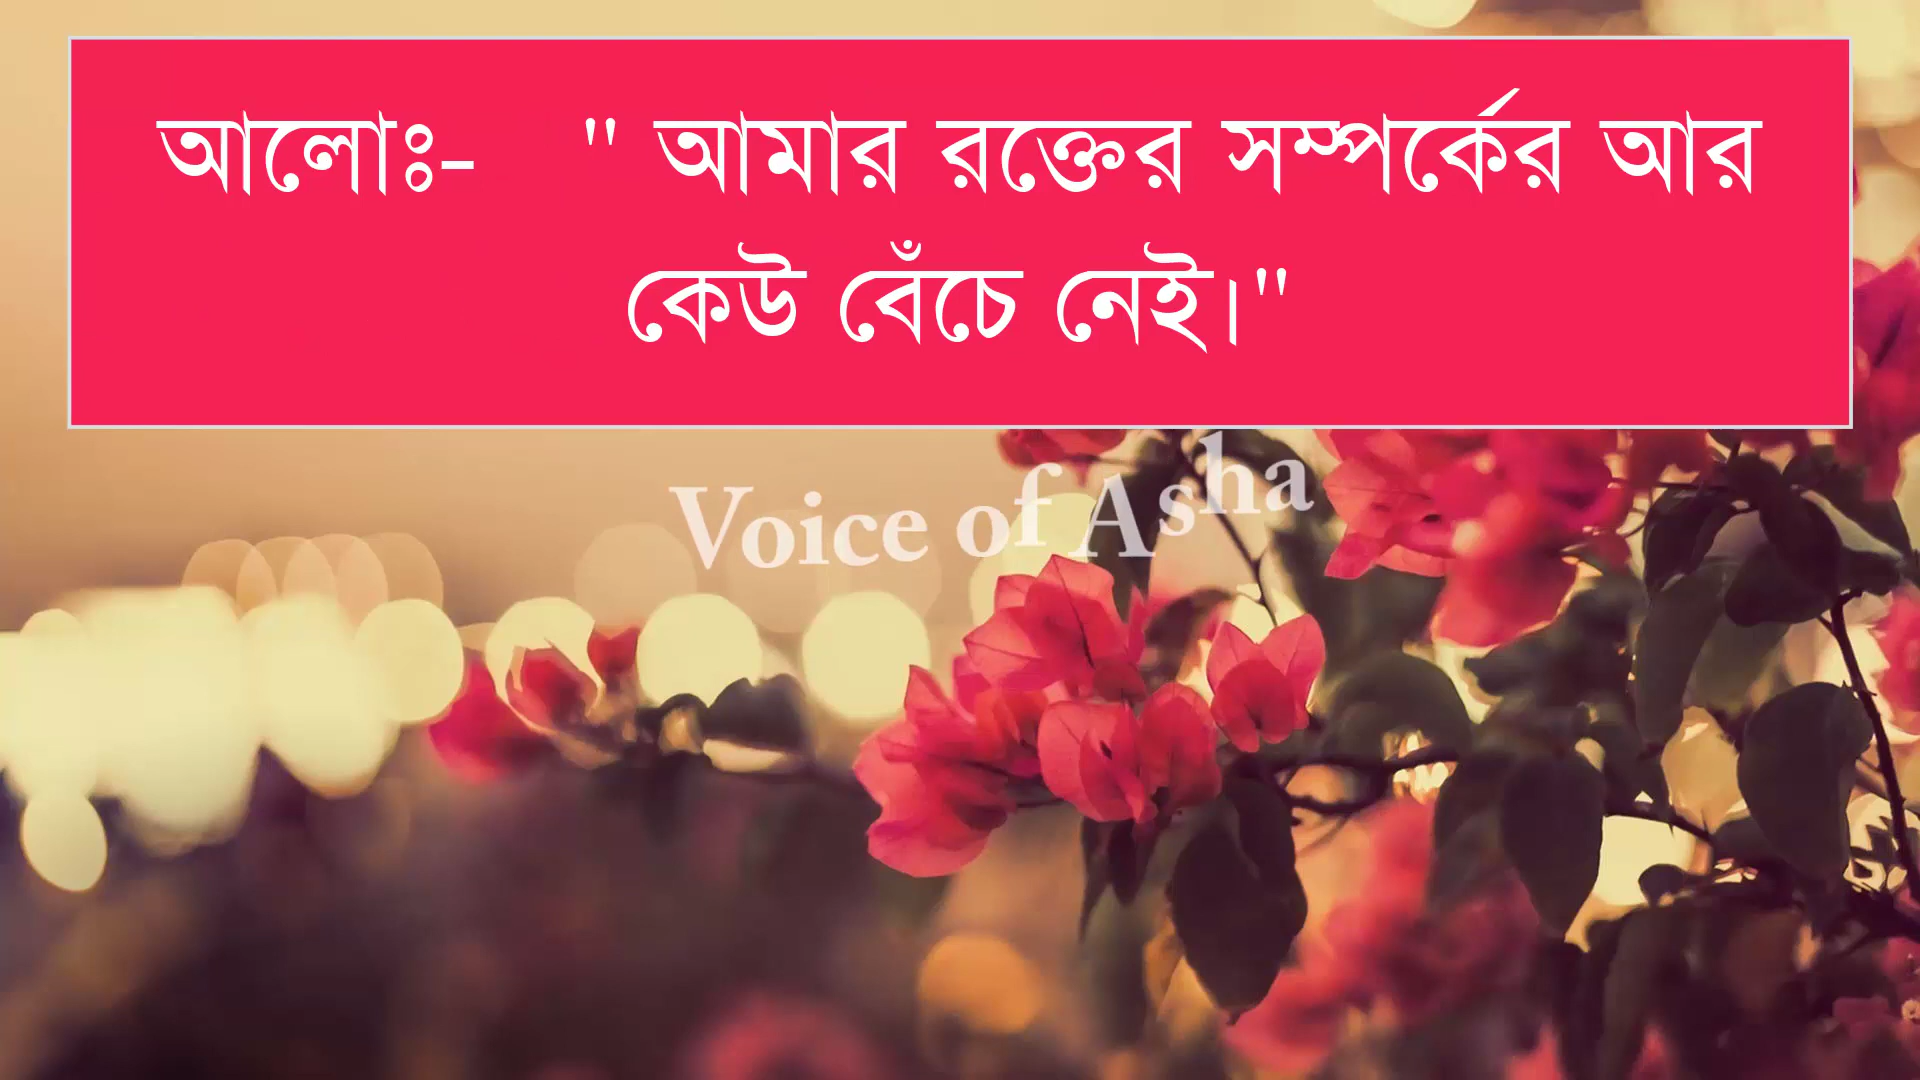 আলোঃ- " আমার রক্তের সম্পর্কের আর
কেউ বেঁচে নেই।"
Voice of Asha